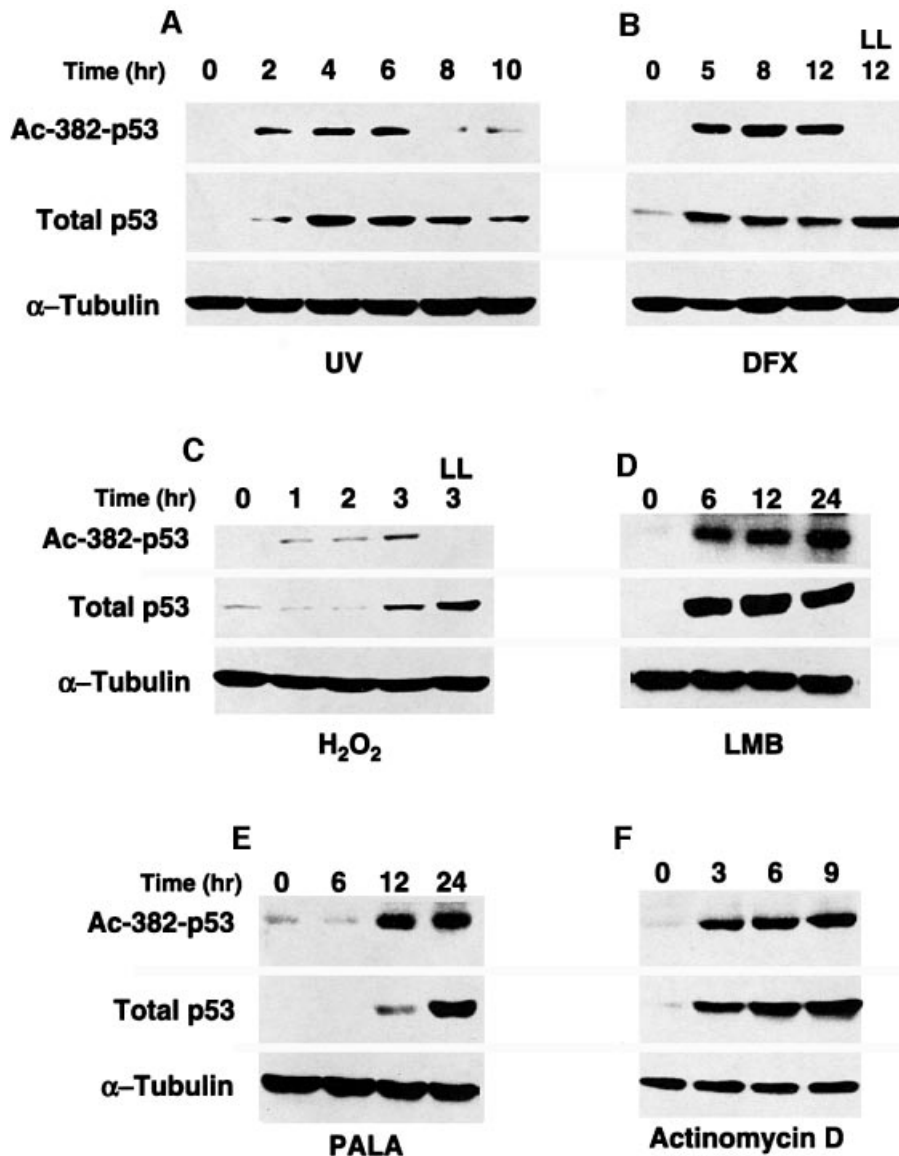 A
Time (hr) 0 2 4 6 8 10
Ac-382-p53
Total p53
α–Tubulin
UV
B
LL
0 5 8 12 12
DFX
C
LL
Time (hr) 0 1 2 3 3
Ac-382-p53
Total p53
α–Tubulin
H₂O₂
D
0 6 12 24
LMB
E
Time (hr) 0 6 12 24
Ac-382-p53
Total p53
α–Tubulin
PALA
F
0 3 6 9
Actinomycin D